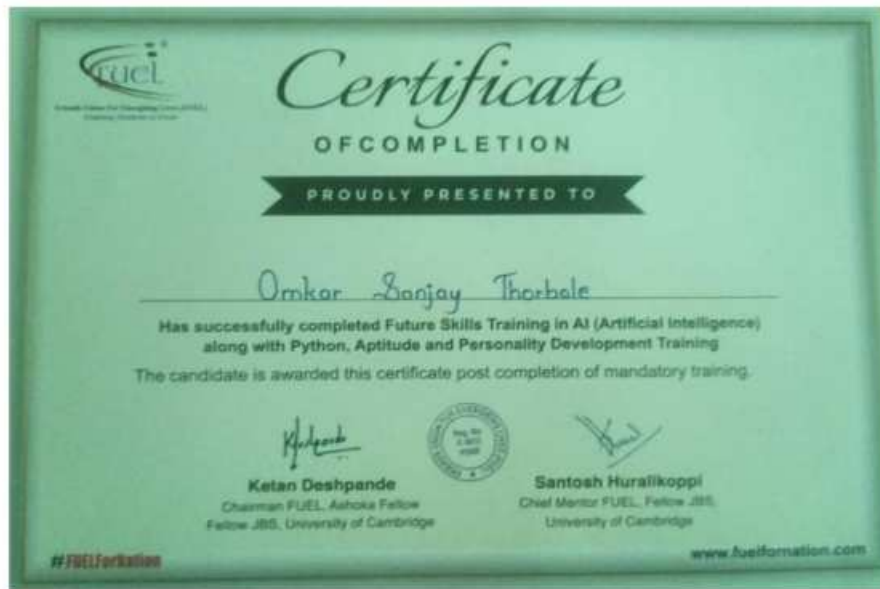 FUEL
Certificate
OFCOMPLETION
PROUDLY PRESENTED TO
Omkar Sanjay Thorbole
Has successfully completed Future Skills Training in AI (Artificial Intelligence)
along with Python, Aptitude and Personality Development Training
The candidate is awarded this certificate post completion of mandatory training.
Ketan Deshpande
Chairman FUEL, Ashoka Fellow
Fellow JBS, University of Cambridge
Santosh Huralikoppi
Chief Mentor FUEL, Fellow JBS,
University of Cambridge
#FUELForNation
www.fuelfornation.com